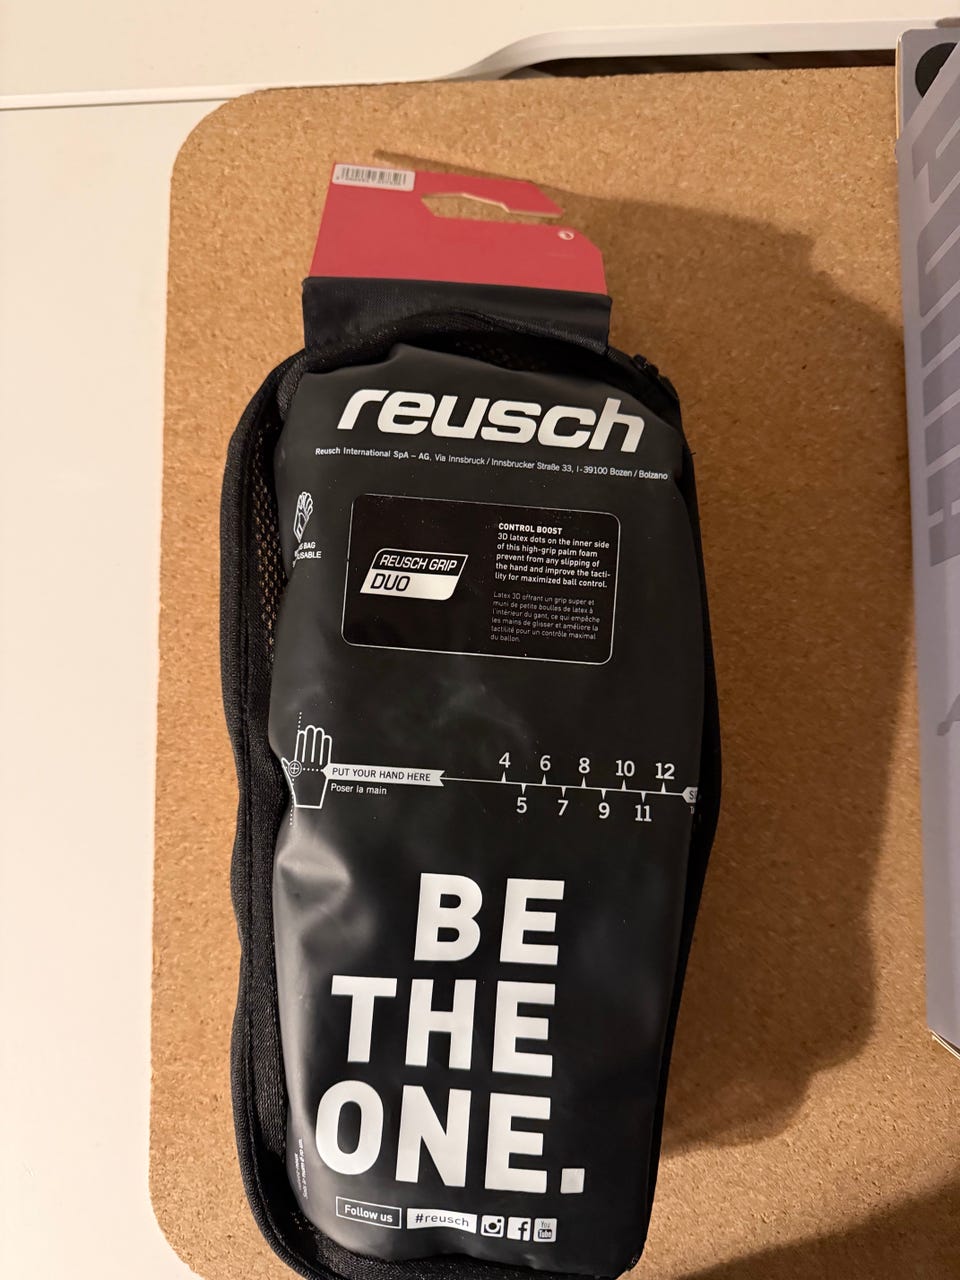 reusch
Reusch International SpA – AG, Via Innsbruck / Innsbrucker Straße 33, I-39100 Bozen / Bolzano
BAG
REUSCH GRIP
DUO
CONTROL BOOST
3D latex dots on the inner side
of this high-grip palm foam
prevent from any slipping of
the hand and improve the tacti-
lity for maximized ball control.
Latex 3D offrant un grip super et
muni de petite boulles de latex à
l'intérieur du gant, ce qui empêche
les mains de glisser et améliore la
tactilité pour un contrôle maximal
du ballon.
4 6 8 10 12
PUT YOUR HAND HERE
Poser la main
5 7 9 11
BE
THE
ONE.
Follow us #reusch You Tube